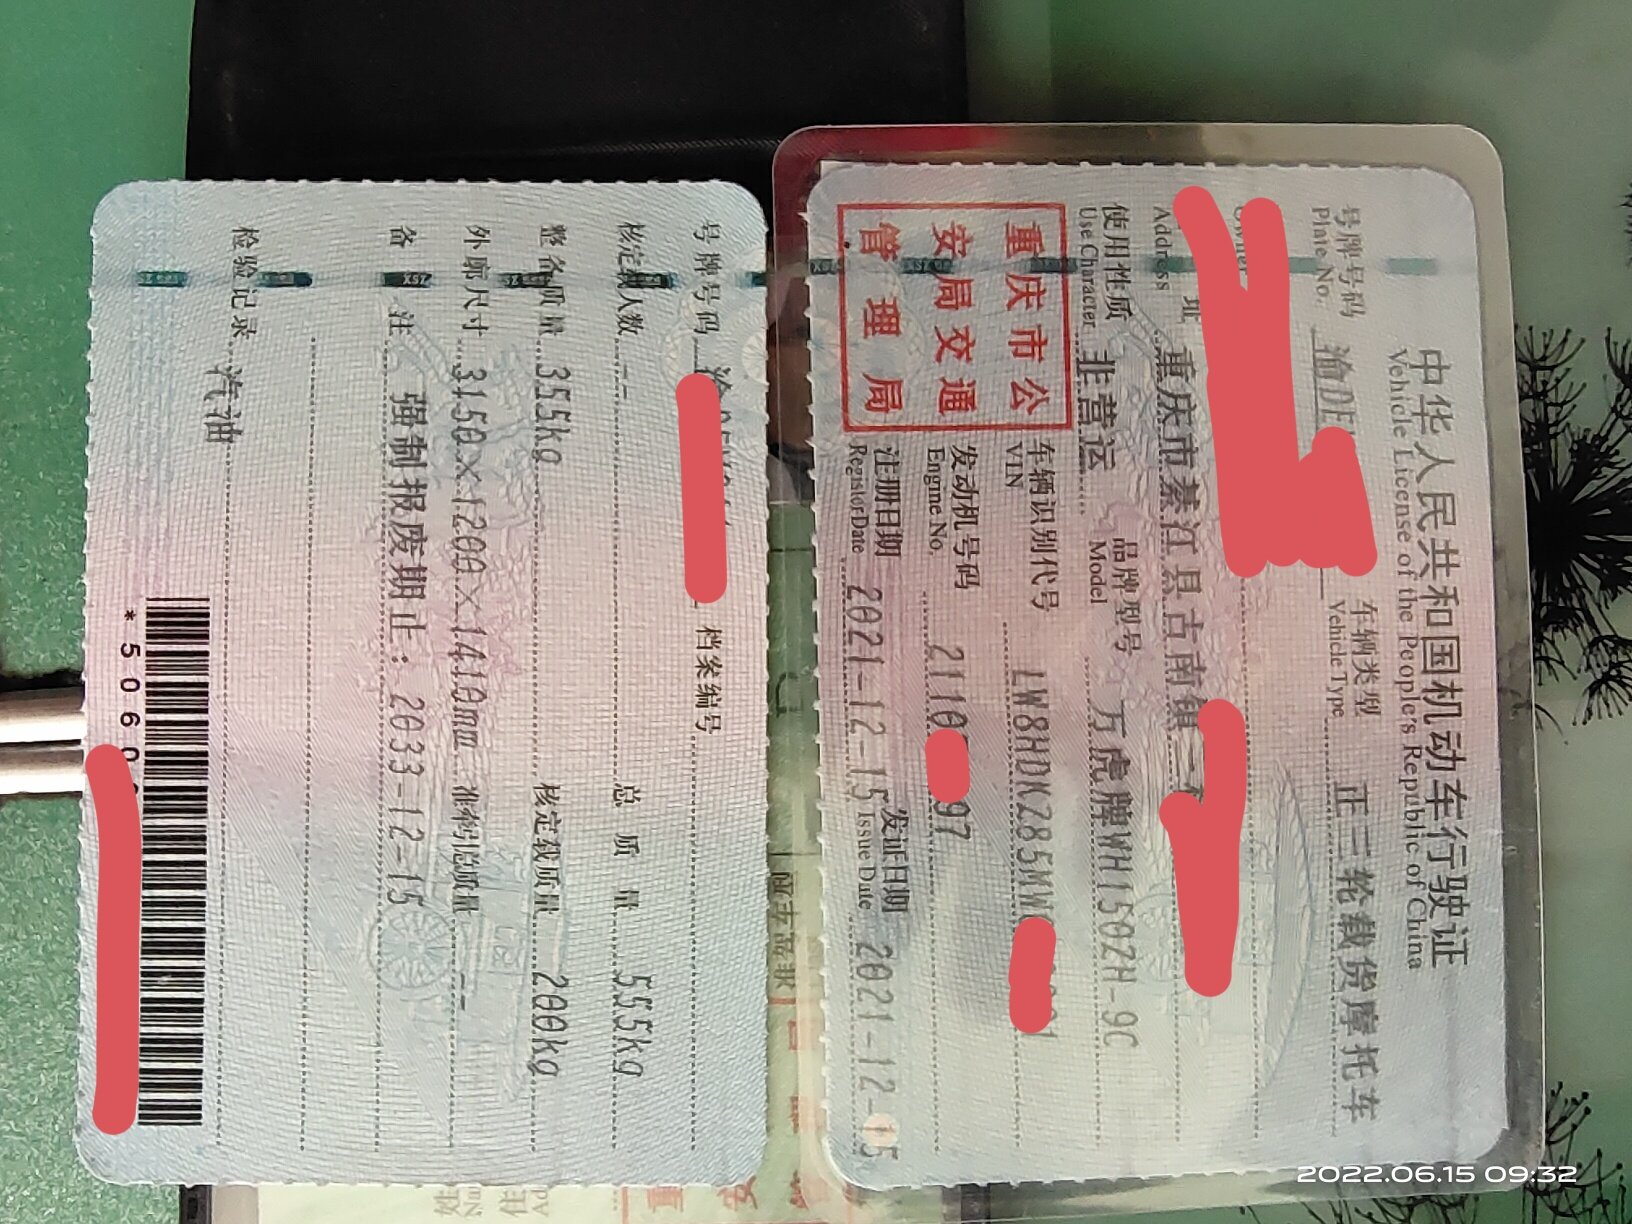 中华人民共和国机动车行驶证
Vehicle License of the People's Republic of China
号牌号码 渝DE 车辆类型 正三轮载货摩托车
Plate No. Vehicle Type
Owner
址 重庆市綦江县古南镇
Address
使用性质 非营运 品牌型号 万虎牌WH150ZH-9C
Use Character Model
重庆市公
安局交通
管理局
车辆识别代号 LW8HDKZ85MW
VIN
发动机号码 2110 97
Engine No.
注册日期 2021-12-15 发证日期 2021-12-15
Register Date Issue Date
号牌号码 档案编号
核定载人数 -- 总质量 555kg
整备质量 355kg 核定载质量 200kg
外廓尺寸 3150×1200×1410mm 准牵引总质量 --
备注 强制报废期止：2033-12-15
检验记录 汽油
*5060
2022.06.15 09:32